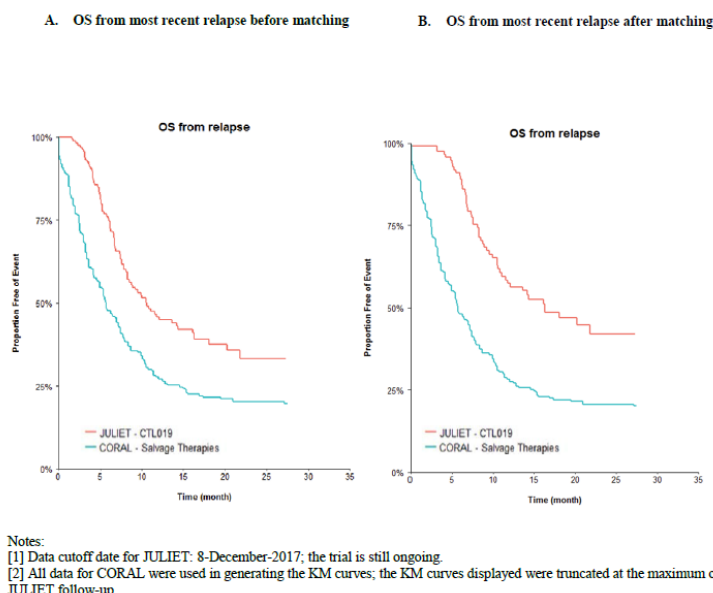 A. OS from most recent relapse before matching
B. OS from most recent relapse after matching
OS from relapse
100%
75%
50%
25%
0%
Proportion Free of Event
JULIET - CTL019
CORAL - Salvage Therapies
0 5 10 15 20 25 30 35
Time (month)
OS from relapse
100%
75%
50%
25%
0%
Proportion Free of Event
JULIET - CTL019
CORAL - Salvage Therapies
0 5 10 15 20 25 30 35
Time (month)
Notes:
[1] Data cutoff date for JULIET: 8-December-2017; the trial is still ongoing.
[2] All data for CORAL were used in generating the KM curves; the KM curves displayed were truncated at the maximum
JULIET follow-up